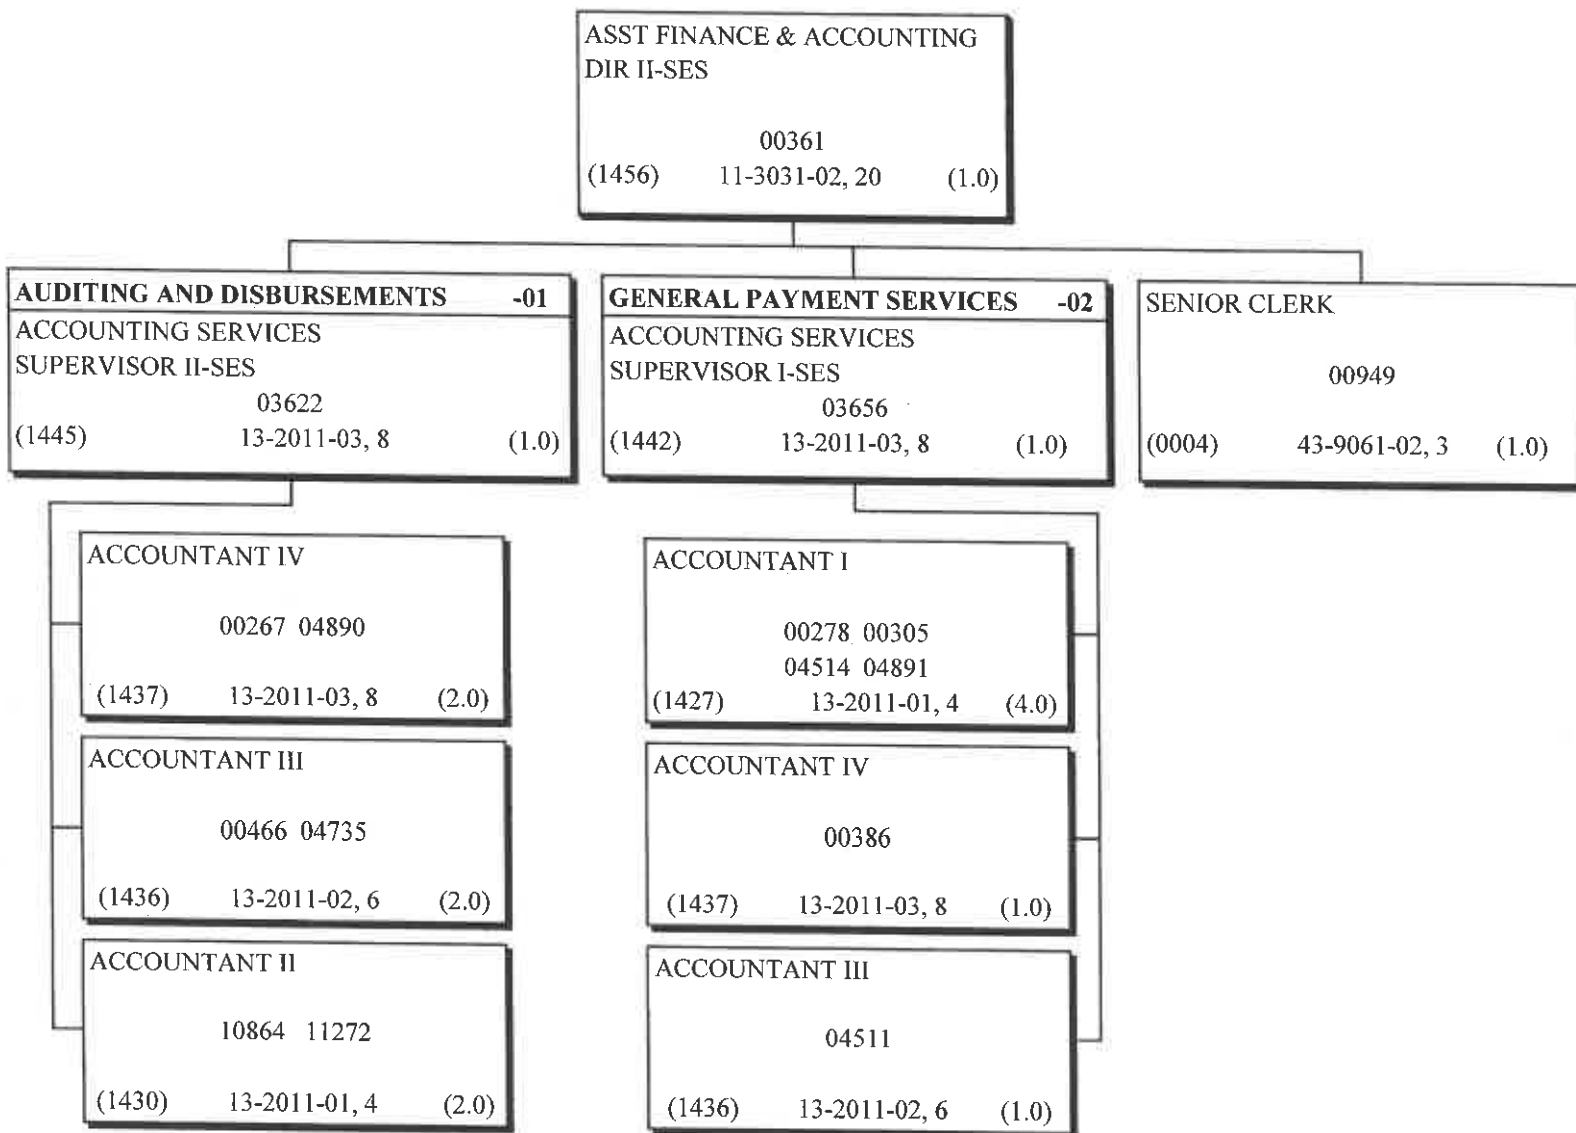 ASST FINANCE & ACCOUNTING
DIR II-SES
00361
(1456) 11-3031-02, 20 (1.0)
AUDITING AND DISBURSEMENTS -01
ACCOUNTING SERVICES
SUPERVISOR II-SES
03622
(1445) 13-2011-03, 8 (1.0)
GENERAL PAYMENT SERVICES -02
ACCOUNTING SERVICES
SUPERVISOR I-SES
03656
(1442) 13-2011-03, 8 (1.0)
SENIOR CLERK
00949
(0004) 43-9061-02, 3 (1.0)
ACCOUNTANT IV
00267 04890
(1437) 13-2011-03, 8 (2.0)
ACCOUNTANT III
00466 04735
(1436) 13-2011-02, 6 (2.0)
ACCOUNTANT II
10864 11272
(1430) 13-2011-01, 4 (2.0)
ACCOUNTANT I
00278 00305
04514 04891
(1427) 13-2011-01, 4 (4.0)
ACCOUNTANT IV
00386
(1437) 13-2011-03, 8 (1.0)
ACCOUNTANT III
04511
(1436) 13-2011-02, 6 (1.0)